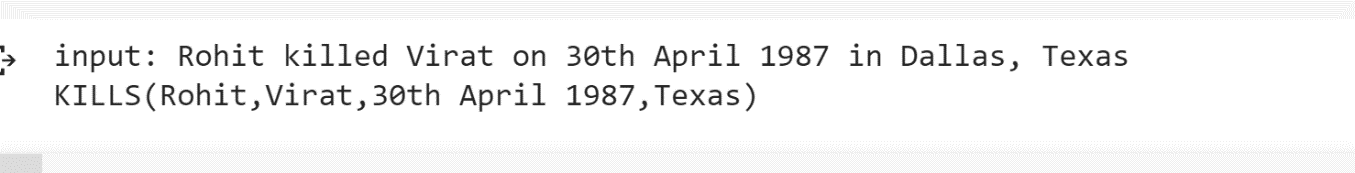 input: Rohit killed Virat on 30th April 1987 in Dallas, Texas
KILLS(Rohit,Virat,30th April 1987,Texas)